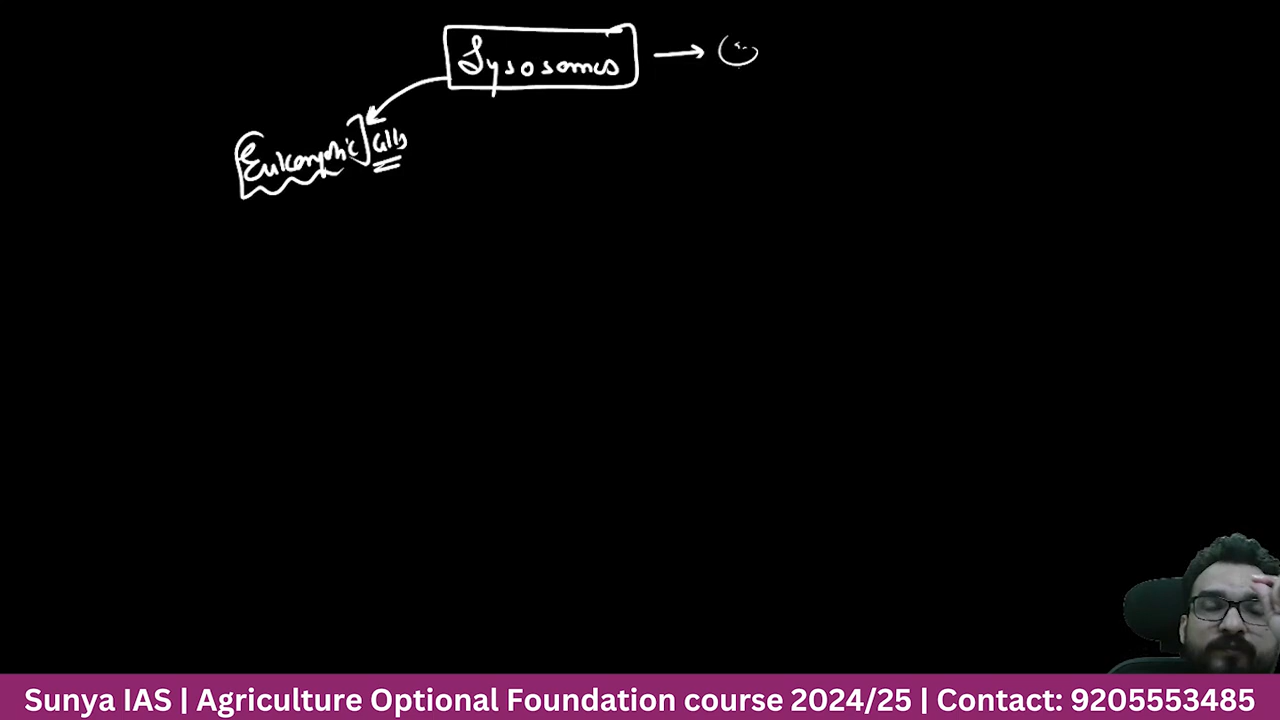 Lysosomes
Eukaryotic Cells
Sunya IAS | Agriculture Optional Foundation course 2024/25 | Contact: 9205553485